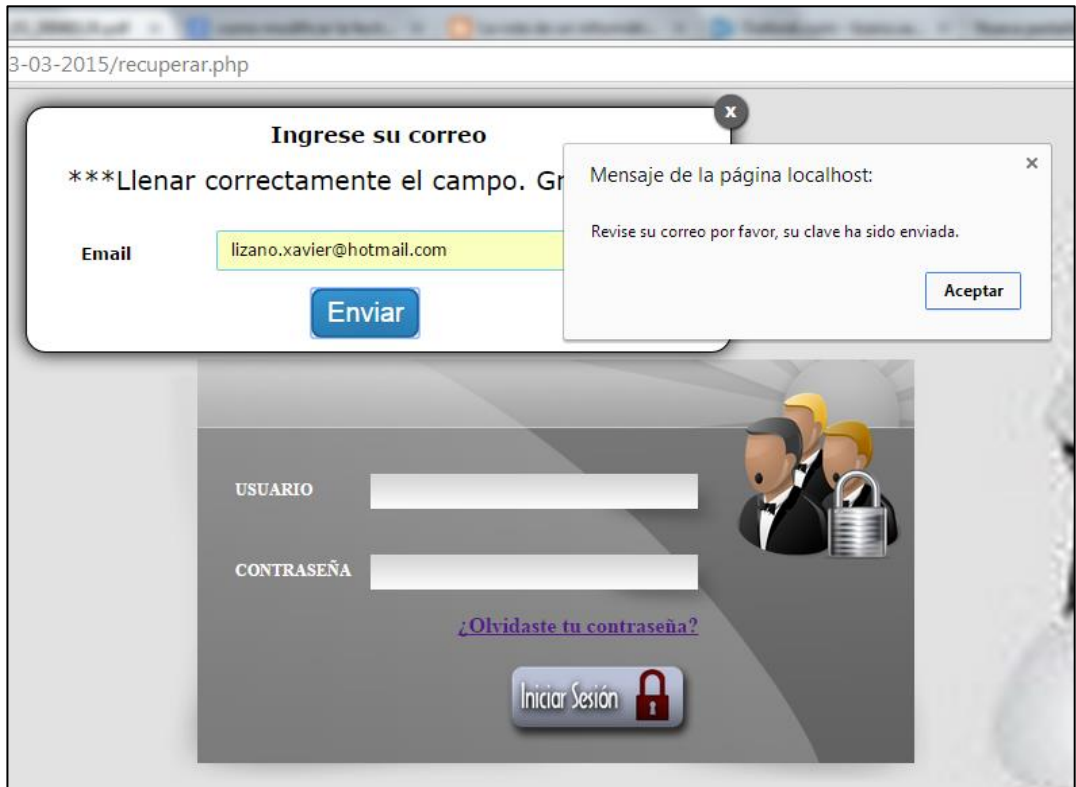 3-03-2015/recuperar.php
x
Ingrese su correo
***Llenar correctamente el campo. Gr
Email
lizano.xavier@hotmail.com
Enviar
Mensaje de la página localhost:
×
Revise su correo por favor, su clave ha sido enviada.
Aceptar
USUARIO
CONTRASEÑA
¿Olvidaste tu contraseña?
Iniciar Sesión